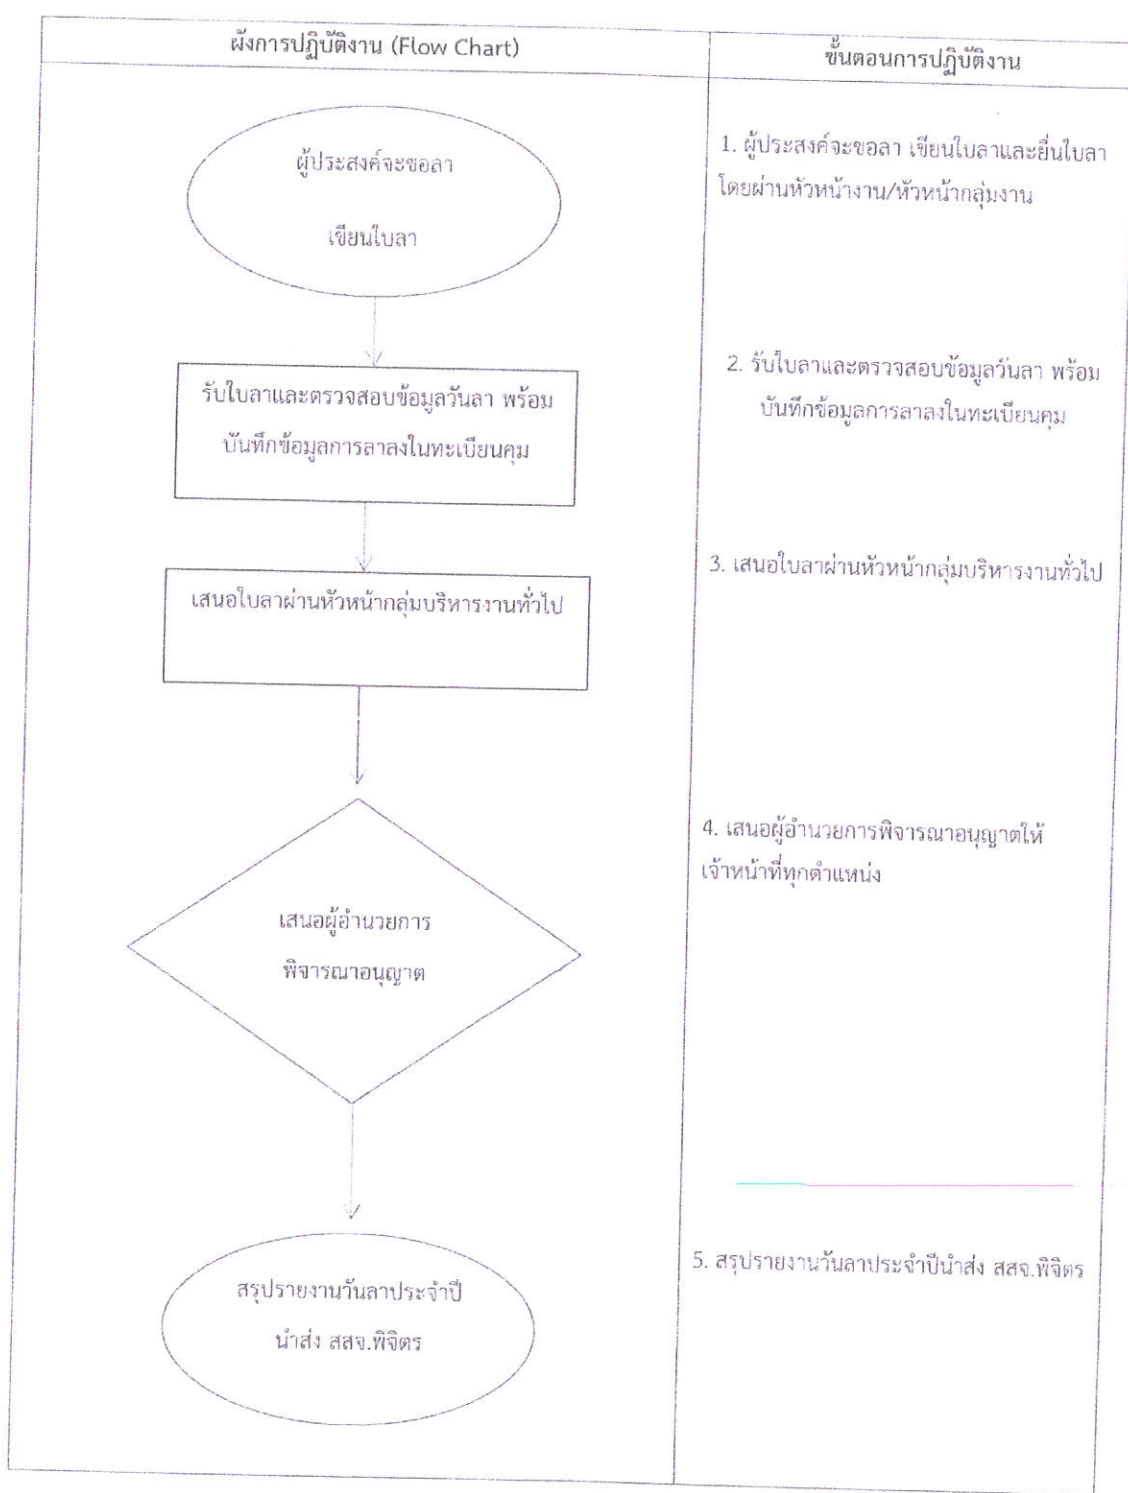 ผังการปฏิบัติงาน (Flow Chart)
ขั้นตอนการปฏิบัติงาน
ผู้ประสงค์จะขอลา
เขียนใบลา
1. ผู้ประสงค์จะขอลา เขียนใบลาและยื่นใบลา
โดยผ่านหัวหน้างาน/หัวหน้ากลุ่มงาน
รับใบลาและตรวจสอบข้อมูลวันลา พร้อม
บันทึกข้อมูลการลาลงในทะเบียนคุม
2. รับใบลาและตรวจสอบข้อมูลวันลา พร้อม
บันทึกข้อมูลการลาลงในทะเบียนคุม
เสนอใบลาผ่านหัวหน้ากลุ่มบริหารงานทั่วไป
3. เสนอใบลาผ่านหัวหน้ากลุ่มบริหารงานทั่วไป
เสนอผู้อำนวยการ
พิจารณาอนุญาต
4. เสนอผู้อำนวยการพิจารณาอนุญาตให้
เจ้าหน้าที่ทุกตำแหน่ง
สรุปรายงานวันลาประจำปี
นำส่ง สสจ.พิจิตร
5. สรุปรายงานวันลาประจำปีนำส่ง สสจ.พิจิตร